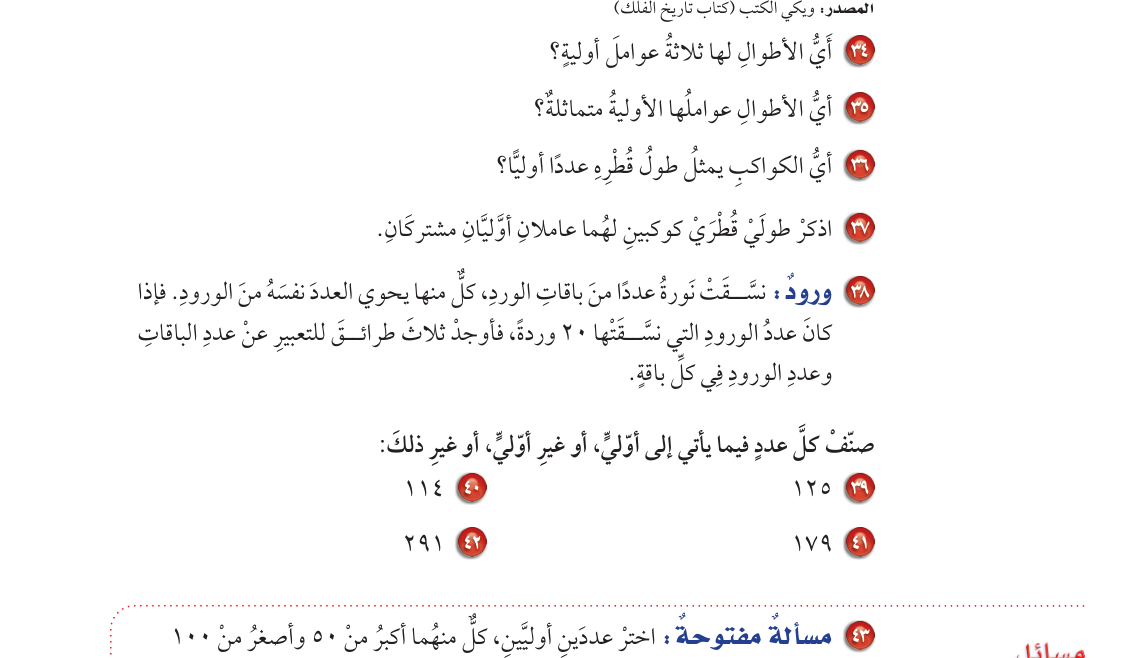 المصدر: ويكي الكتب (كتاب تاريخ الفلك)
٣٤ أَيُّ الأطوالِ لها ثلاثةُ عواملَ أوليةٍ؟
٣٥ أيُّ الأطوالِ عواملُها الأوليةُ متماثلةٌ؟
٣٦ أيُّ الكواكبِ يمثلُ طولُ قُطْرِهِ عددًا أوليًّا؟
٣٧ اذكرْ طولَيْ قُطْرَيْ كوكبينِ لهُما عاملانِ أوَّليَّانِ مشتركَانِ.
٣٨ ورودٌ: نسَّقَتْ نَورةُ عددًا منَ باقاتِ الوردِ، كلٌّ منها يحوي العددَ نفسَهُ منَ الورودِ. فإذا
كانَ عددُ الورودِ التي نسَّقَتْها ٢٠ وردةً، فأوجدْ ثلاثَ طرائقَ للتعبيرِ عنْ عددِ الباقاتِ
وعددِ الورودِ فِي كلِّ باقةٍ.
صنّفْ كلَّ عددٍ فيما يأتي إلى أوّليٍّ، أو غيرِ أوّليٍّ، أو غيرِ ذلكَ:
٣٩ ١٢٥ ٤٠ ١١٤
٤١ ١٧٩ ٤٢ ٢٩١
مسائل
٤٣ مسألةٌ مفتوحةٌ: اخترْ عددَينِ أوليَّينِ، كلٌّ منهُما أكبرُ منْ ٥٠ وأصغرُ منْ ١٠٠